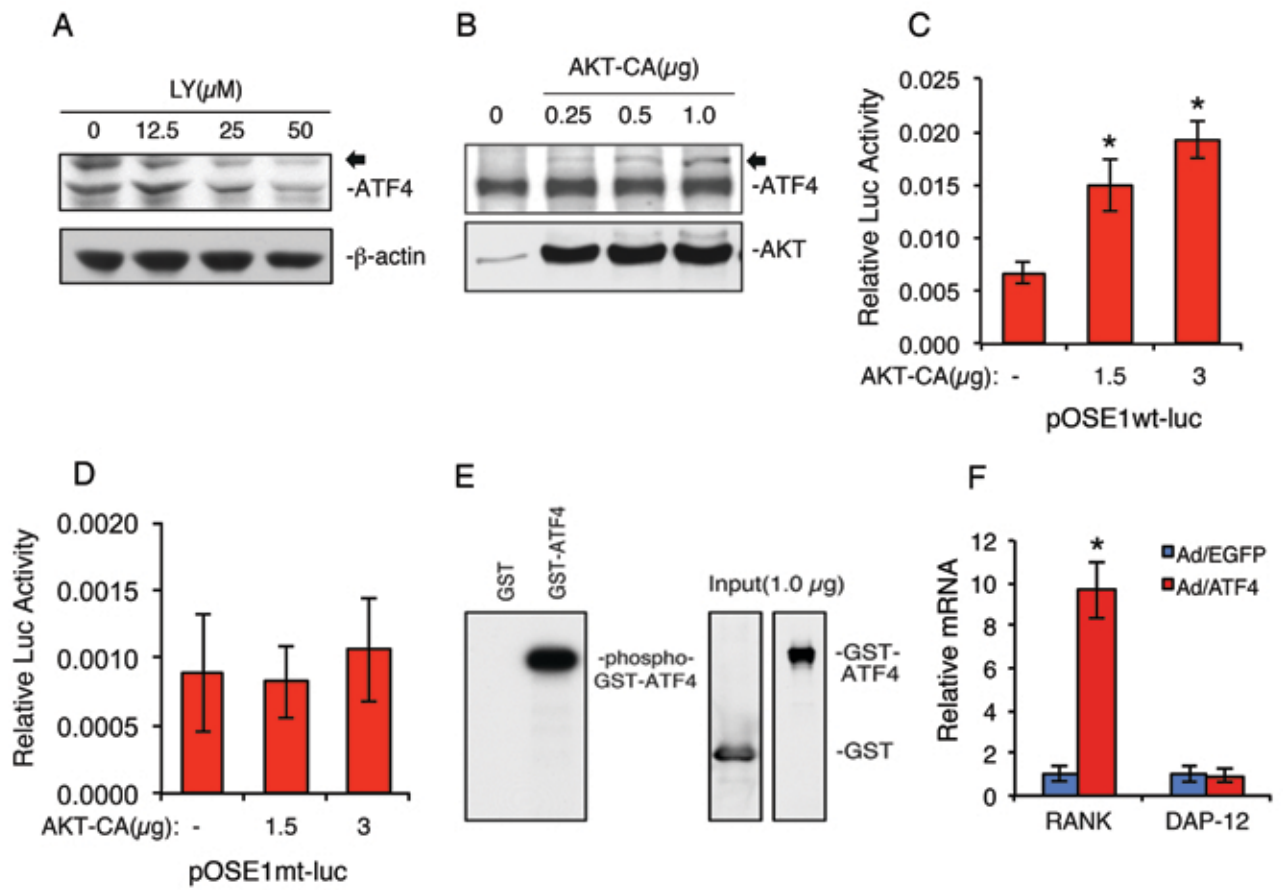 A
LY(μM)
0 12.5 25 50
-ATF4
-β-actin
B
AKT-CA(μg)
0 0.25 0.5 1.0
-ATF4
-AKT
C
Relative Luc Activity
0.025
0.020
0.015
0.010
0.005
0.000
* *
AKT-CA(μg): - 1.5 3
pOSE1wt-luc
D
Relative Luc Activity
0.0020
0.0015
0.0010
0.0005
0.0000
AKT-CA(μg): - 1.5 3
pOSE1mt-luc
E
GST
GST-ATF4
-phospho-
GST-ATF4
Input(1.0 μg)
-GST-
ATF4
-GST
F
Relative mRNA
12
10
8
6
4
2
0
*
Ad/EGFP
Ad/ATF4
RANK DAP-12